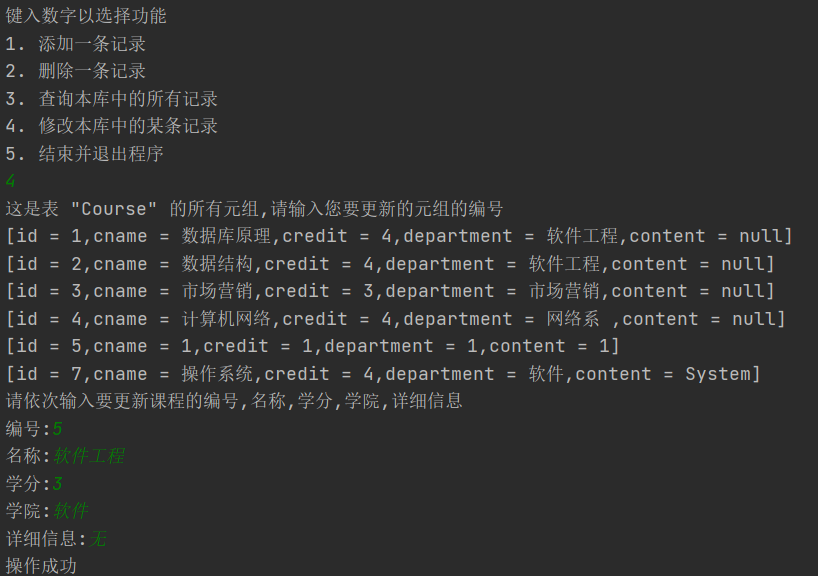 键入数字以选择功能
1. 添加一条记录
2. 删除一条记录
3. 查询本库中的所有记录
4. 修改本库中的某条记录
5. 结束并退出程序
4
这是表 "Course" 的所有元组,请输入您要更新的元组的编号
[id = 1,cname = 数据库原理,credit = 4,department = 软件工程,content = null]
[id = 2,cname = 数据结构,credit = 4,department = 软件工程,content = null]
[id = 3,cname = 市场营销,credit = 3,department = 市场营销,content = null]
[id = 4,cname = 计算机网络,credit = 4,department = 网络系 ,content = null]
[id = 5,cname = 1,credit = 1,department = 1,content = 1]
[id = 7,cname = 操作系统,credit = 4,department = 软件,content = System]
请依次输入要更新课程的编号,名称,学分,学院,详细信息
编号:5
名称:软件工程
学分:3
学院:软件
详细信息:无
操作成功